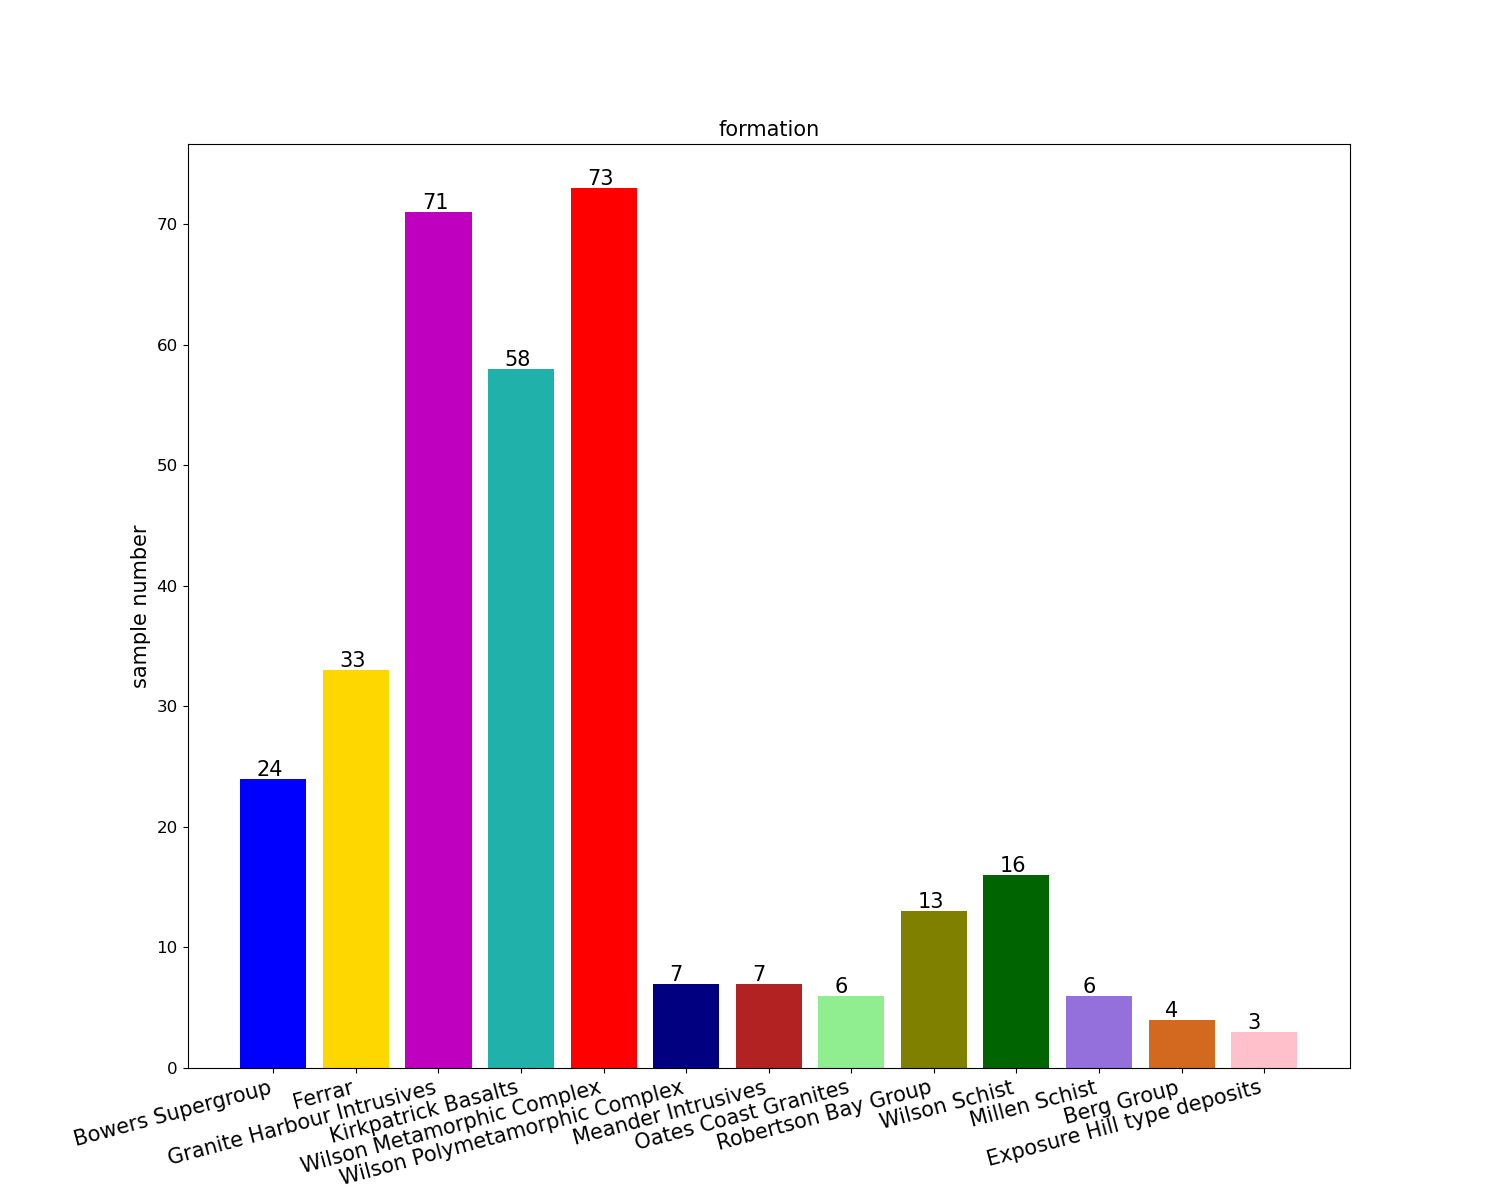 formation
sample number
70
60
50
40
30
20
10
0
24
33
71
58
73
7
7
6
13
16
6
4
3
Bowers Supergroup
Ferrar
Granite Harbour Intrusives
Kirkpatrick Basalts
Wilson Metamorphic Complex
Wilson Polymetamorphic Complex
Meander Intrusives
Oates Coast Granites
Robertson Bay Group
Wilson Schist
Millen Schist
Berg Group
Exposure Hill type deposits